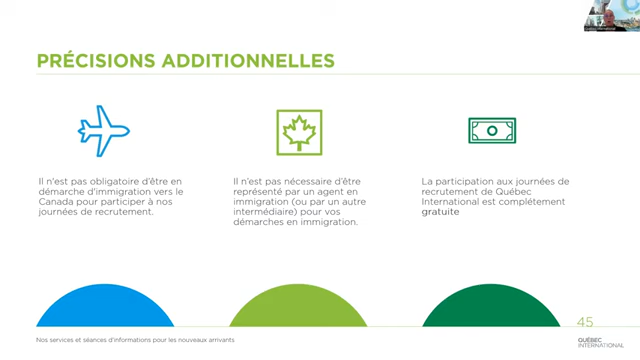 PRÉCISIONS ADDITIONNELLES
Il n'est pas obligatoire d'être en
démarche d'immigration vers le
Canada pour participer à nos
journées de recrutement.
Il n'est pas nécessaire d'être
représenté par un agent en
immigration (ou par un autre
intermédiaire) pour vos
démarches en immigration.
La participation aux journées de
recrutement de Québec
International est complétement
gratuite
45
Nos services et séances d'informations pour les nouveaux arrivants
QUÉBEC
INTERNATIONAL